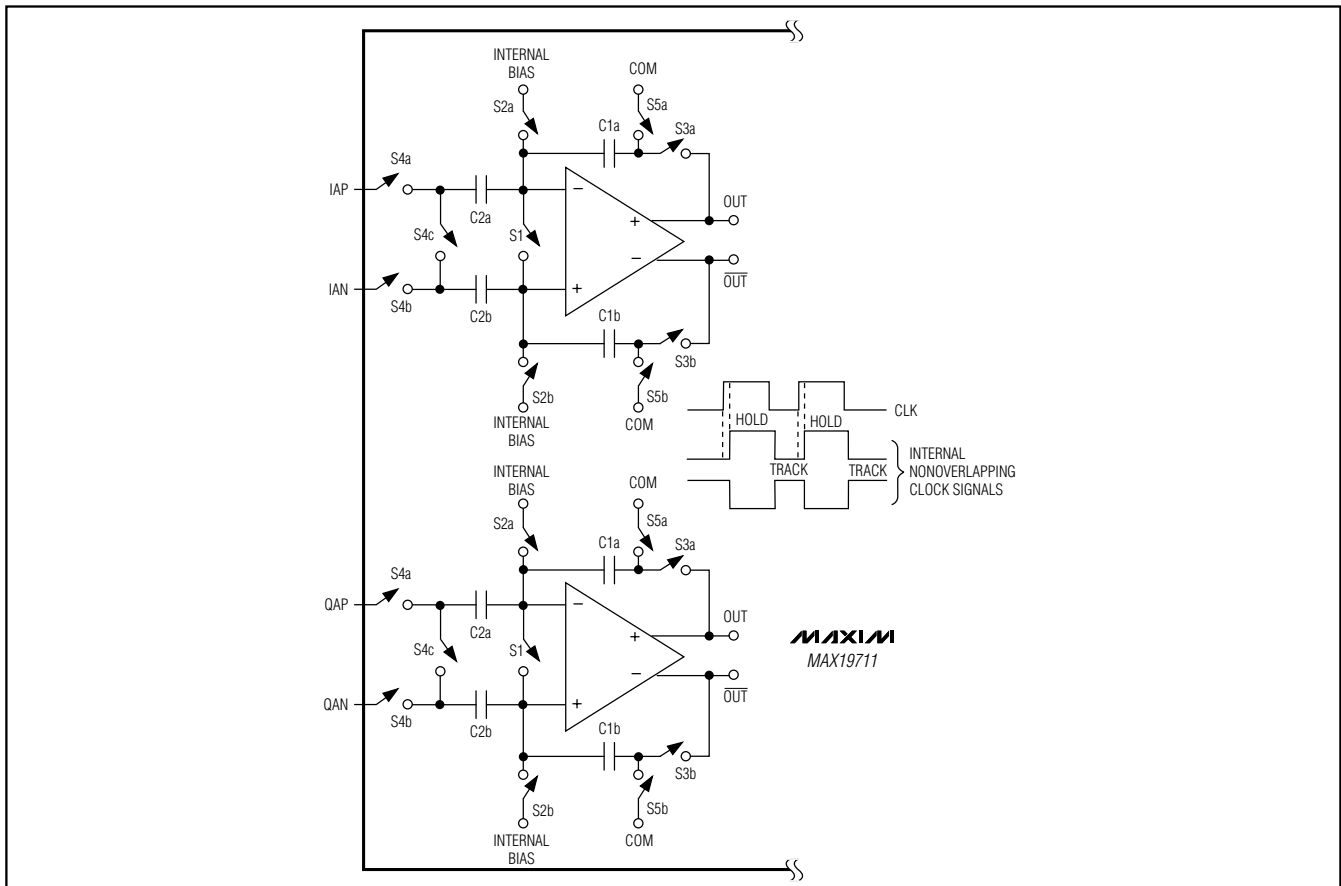 INTERNAL
BIAS
COM
S2a
S5a
C1a
S3a
S4a
IAP
−
OUT
C2a
+
S4c
S1
−
OUT
IAN
+
S4b
C2b
C1b
S3b
S2b
S5b
INTERNAL
BIAS
COM
CLK
HOLD
HOLD
TRACK
TRACK
INTERNAL
NONOVERLAPPING
CLOCK SIGNALS
INTERNAL
BIAS
COM
S2a
S5a
C1a
S3a
S4a
QAP
−
OUT
C2a
+
S4c
S1
−
OUT
QAN
+
S4b
C2b
C1b
S3b
S2b
S5b
INTERNAL
BIAS
COM
MAXIM
MAX19711